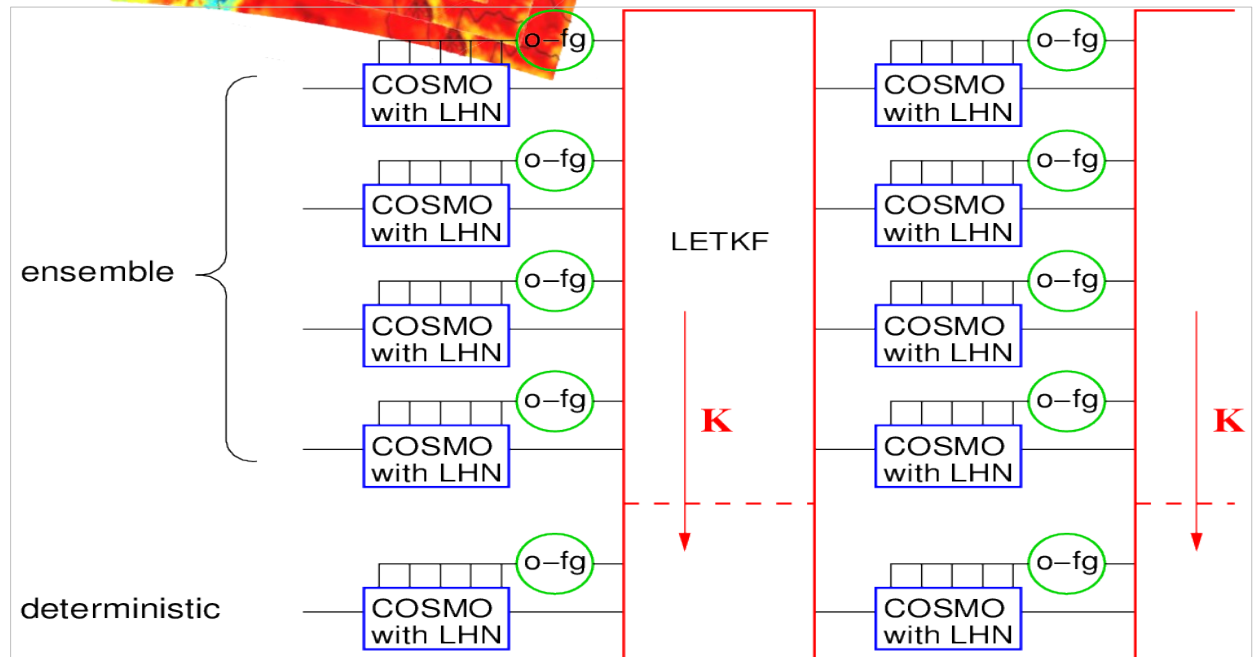 o–fg
o–fg
COSMO
with LHN
COSMO
with LHN
o–fg
o–fg
COSMO
with LHN
COSMO
with LHN
LETKF
ensemble
o–fg
o–fg
COSMO
with LHN
COSMO
with LHN
o–fg
o–fg
K
K
COSMO
with LHN
COSMO
with LHN
o–fg
o–fg
deterministic
COSMO
with LHN
COSMO
with LHN